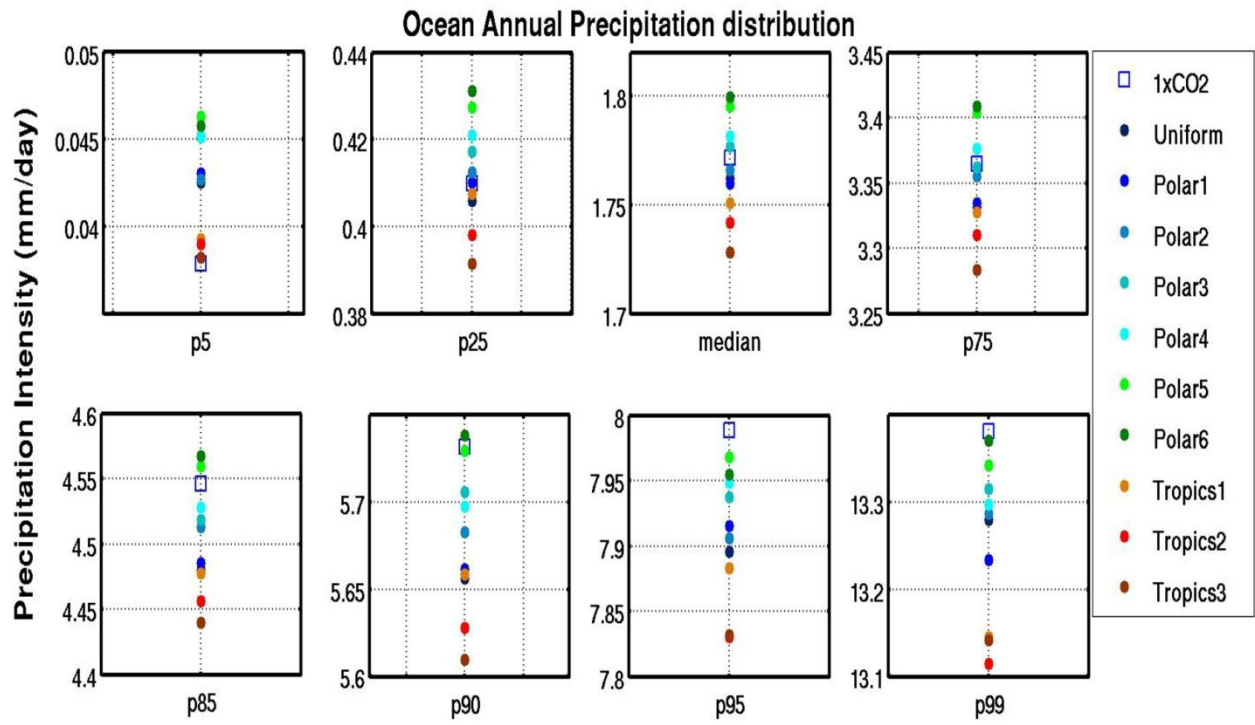 Ocean Annual Precipitation distribution
Precipitation Intensity (mm/day)
0.05
0.045
0.04
p5
0.44
0.42
0.4
0.38
p25
1.8
1.75
1.7
median
3.45
3.4
3.35
3.3
3.25
p75
4.6
4.55
4.5
4.45
4.4
p85
5.7
5.65
5.6
p90
8
7.95
7.9
7.85
7.8
p95
13.3
13.2
13.1
p99
1xCO2
Uniform
Polar1
Polar2
Polar3
Polar4
Polar5
Polar6
Tropics1
Tropics2
Tropics3